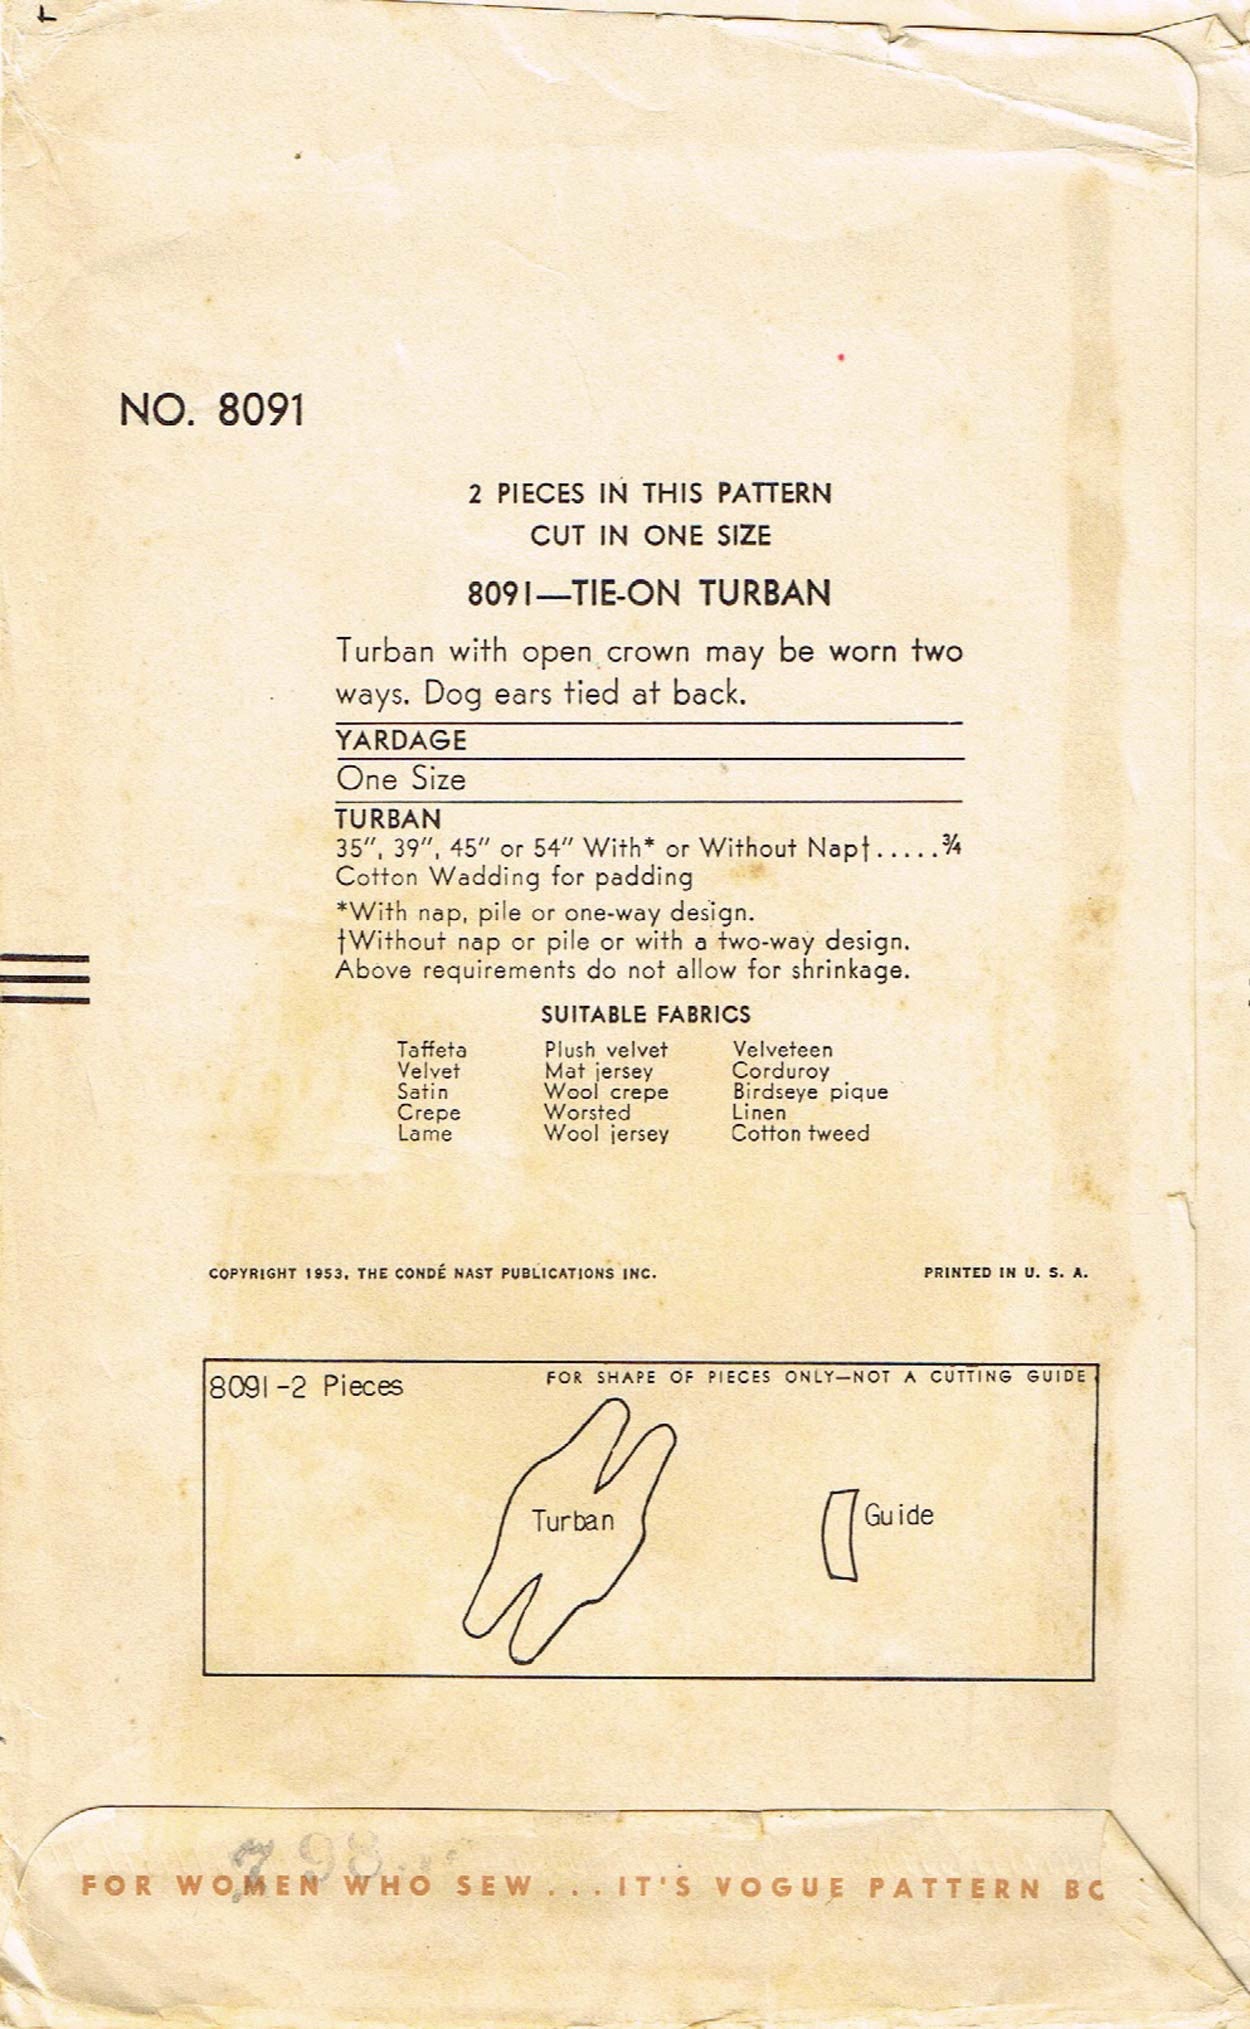 NO. 8091
2 PIECES IN THIS PATTERN
CUT IN ONE SIZE
8091—TIE-ON TURBAN
Turban with open crown may be worn two
ways. Dog ears tied at back.
YARDAGE
One Size
TURBAN
35″, 39″, 45″ or 54″ With* or Without Nap†.....¾
Cotton Wadding for padding
*With nap, pile or one-way design.
†Without nap or pile or with a two-way design.
Above requirements do not allow for shrinkage.
SUITABLE FABRICS
Taffeta Plush velvet Velveteen
Velvet Mat jersey Corduroy
Satin Wool crepe Birdseye pique
Crepe Worsted Linen
Lame Wool jersey Cotton tweed
COPYRIGHT 1953, THE CONDÉ NAST PUBLICATIONS INC. PRINTED IN U. S. A.
8091-2 Pieces FOR SHAPE OF PIECES ONLY—NOT A CUTTING GUIDE
Turban Guide
FOR WOMEN WHO SEW...IT'S VOGUE PATTERN BC